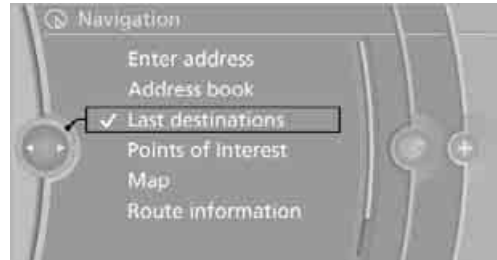 Navigation
Enter address
Address book
Last destinations
Points of Interest
Map
Route information